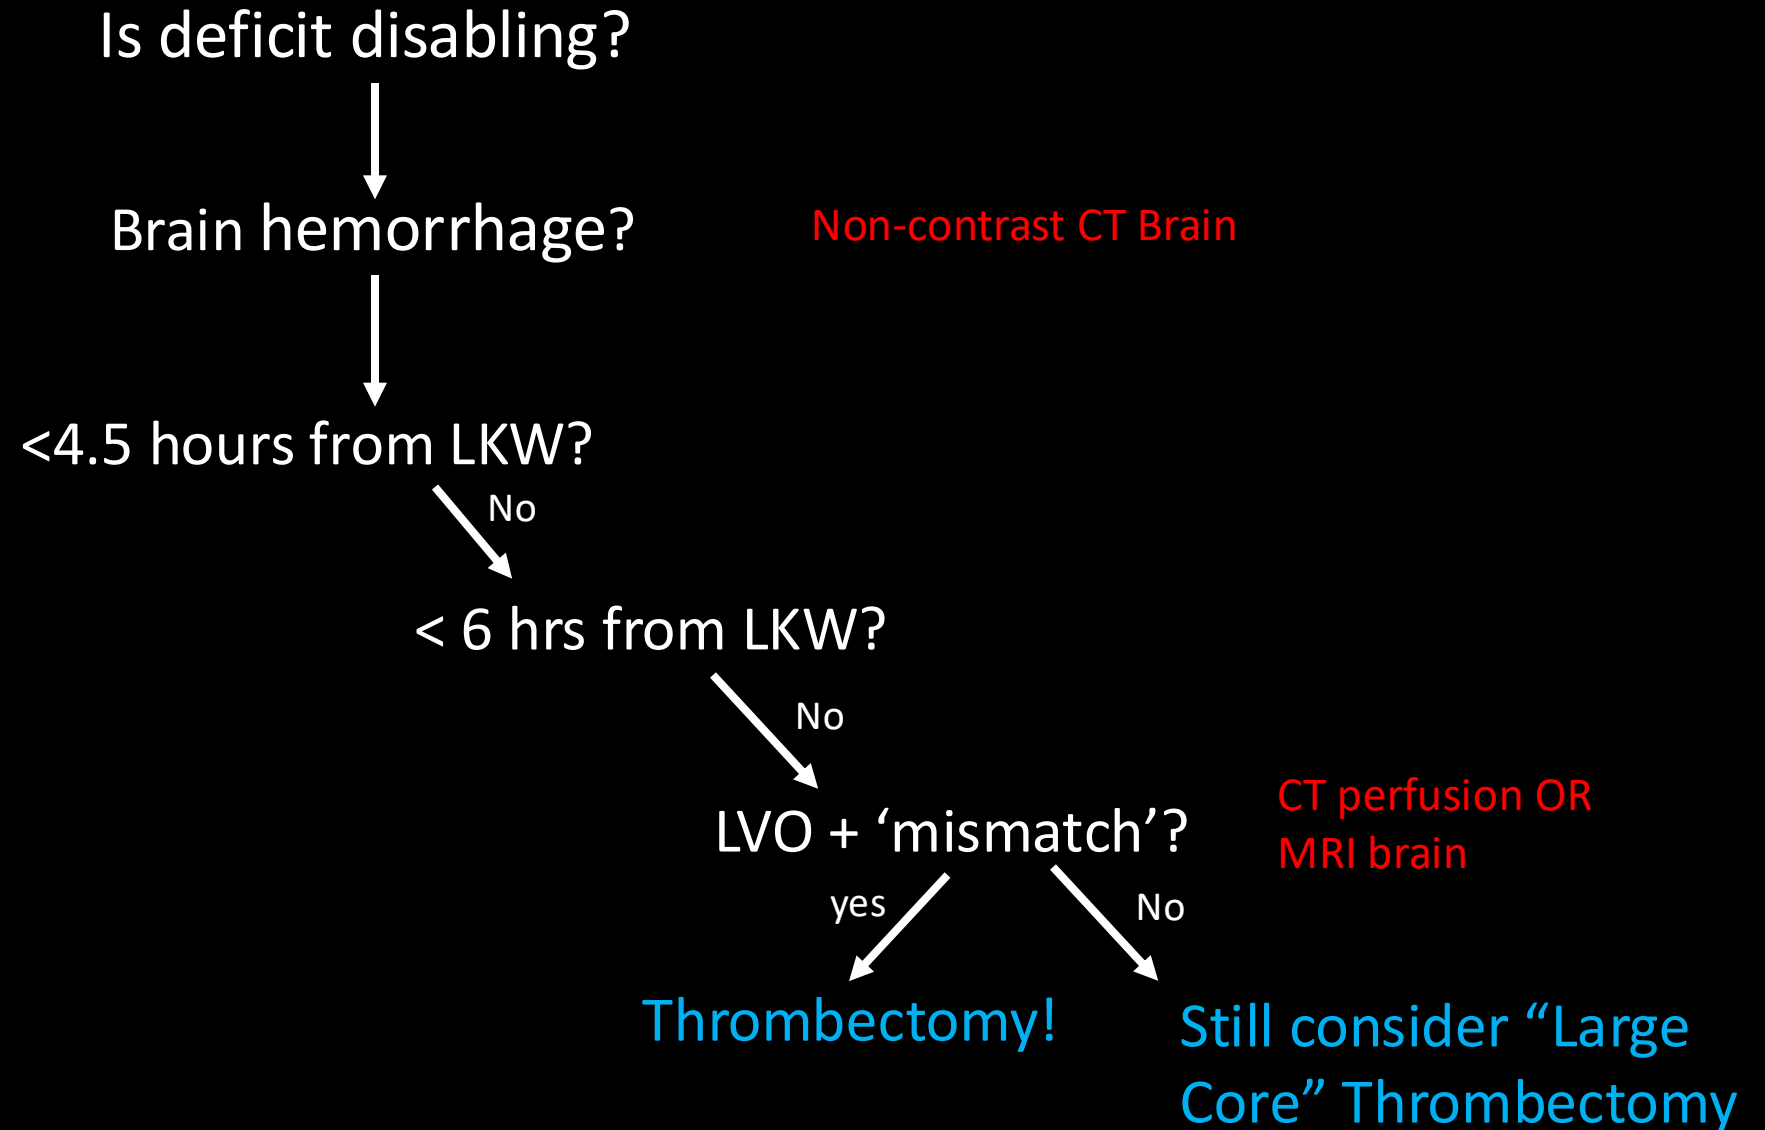 Is deficit disabling?
Brain hemorrhage?
Non-contrast CT Brain
<4.5 hours from LKW?
No
< 6 hrs from LKW?
No
LVO + ‘mismatch’?
CT perfusion OR
MRI brain
yes
No
Thrombectomy!
Still consider “Large
Core” Thrombectomy